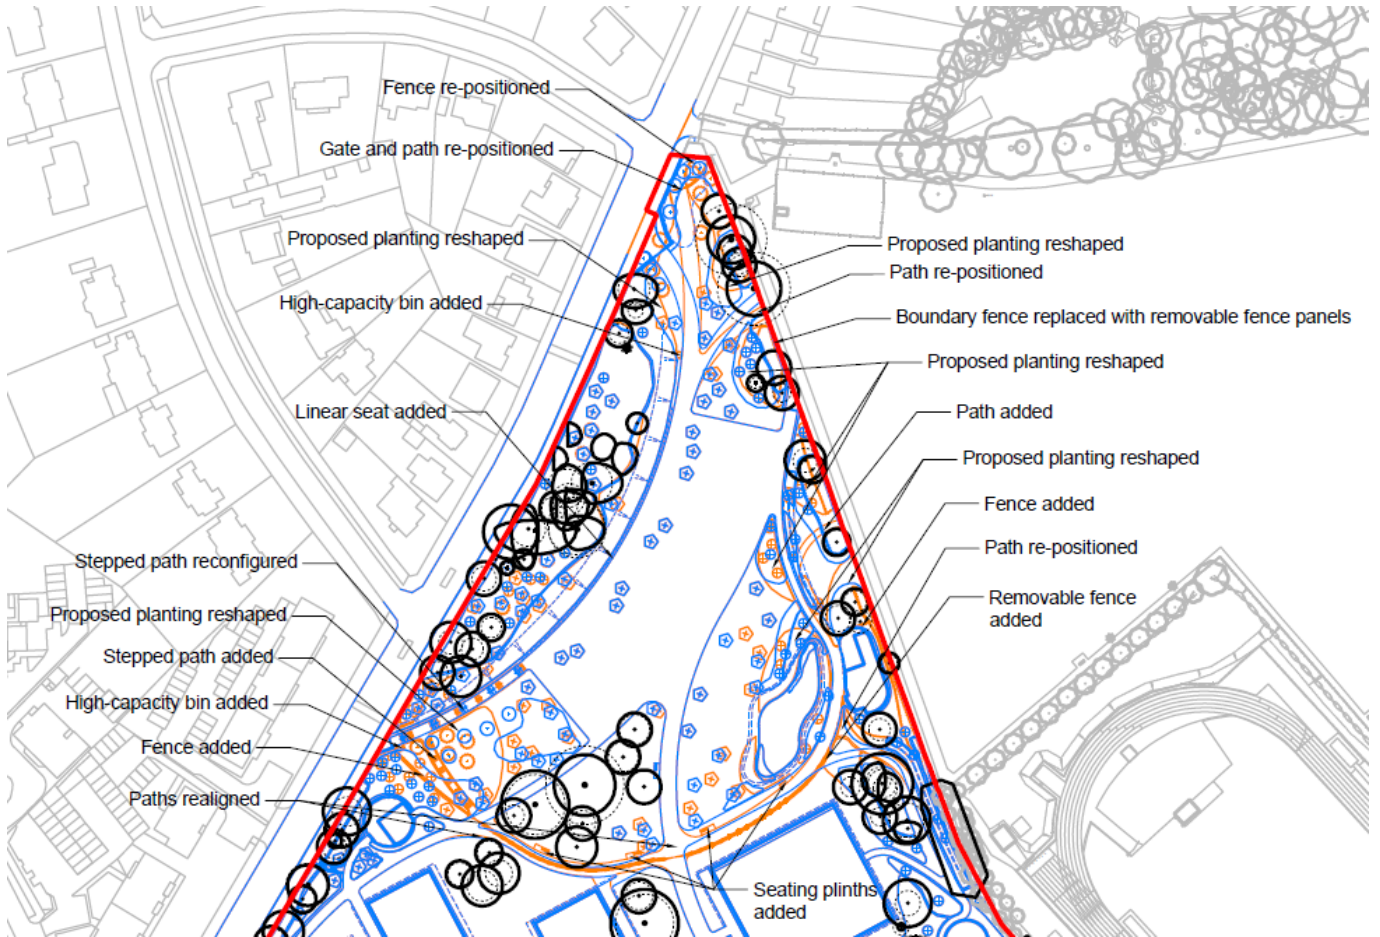 Fence re-positioned
Gate and path re-positioned
Proposed planting reshaped
High-capacity bin added
Linear seat added
Stepped path reconfigured
Proposed planting reshaped
Stepped path added
High-capacity bin added
Fence added
Paths realigned
Proposed planting reshaped
Path re-positioned
Boundary fence replaced with removable fence panels
Proposed planting reshaped
Path added
Proposed planting reshaped
Fence added
Path re-positioned
Removable fence
added
Seating plinths
added